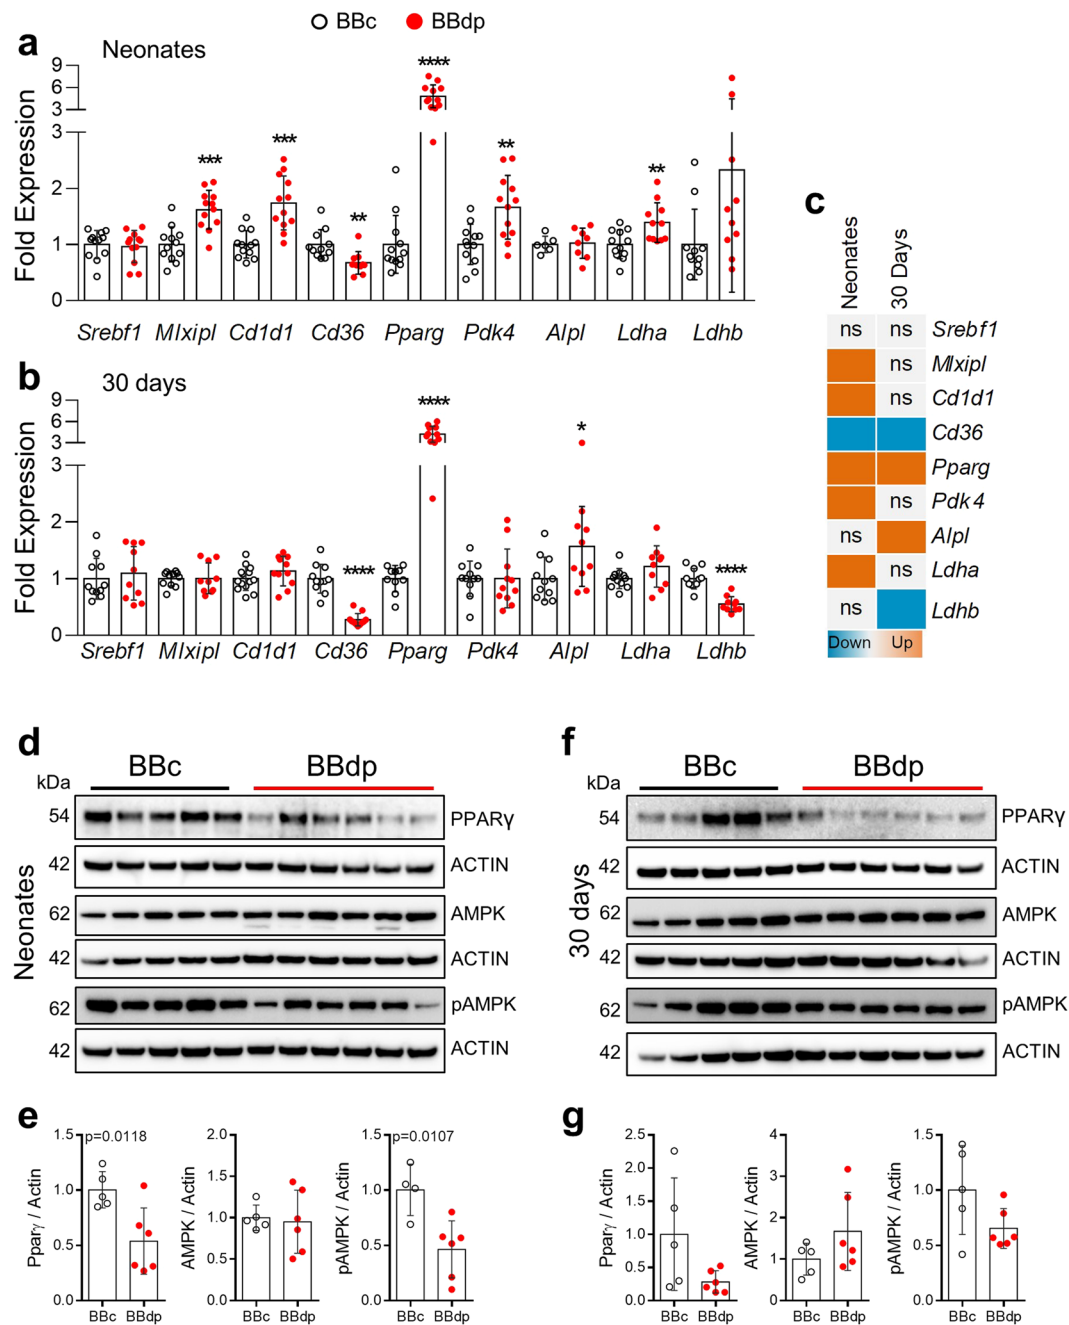 BBc BBdp
a Neonates
Fold Expression
9
6
3
3
2
1
0
**** *** *** ** ** **
Srebf1 Mlxipl Cd1d1 Cd36 Pparg Pdk4 Alpl Ldha Ldhb
b 30 days
Fold Expression
9
6
3
3
2
1
0
**** * **** ****
Srebf1 Mlxipl Cd1d1 Cd36 Pparg Pdk4 Alpl Ldha Ldhb
c
Neonates 30 Days
ns ns Srebf1
ns Mlxipl
ns Cd1d1
Cd36
Pparg
ns Pdk4
ns Alpl
ns Ldha
ns Ldhb
Down Up
d
BBc BBdp
kDa
Neonates
54 PPARγ
42 ACTIN
62 AMPK
42 ACTIN
62 pAMPK
42 ACTIN
f
BBc BBdp
kDa
30 days
54 PPARγ
42 ACTIN
62 AMPK
42 ACTIN
62 pAMPK
42 ACTIN
e
Pparγ / Actin
1.5
1.0
0.5
0.0
p=0.0118
BBc BBdp
AMPK / Actin
2.0
1.5
1.0
0.5
0.0
BBc BBdp
pAMPK / Actin
1.5
1.0
0.5
0.0
p=0.0107
BBc BBdp
g
Pparγ / Actin
2.5
2.0
1.5
1.0
0.5
0.0
BBc BBdp
AMPK / Actin
4
3
2
1
0
BBc BBdp
pAMPK / Actin
1.5
1.0
0.5
0.0
BBc BBdp